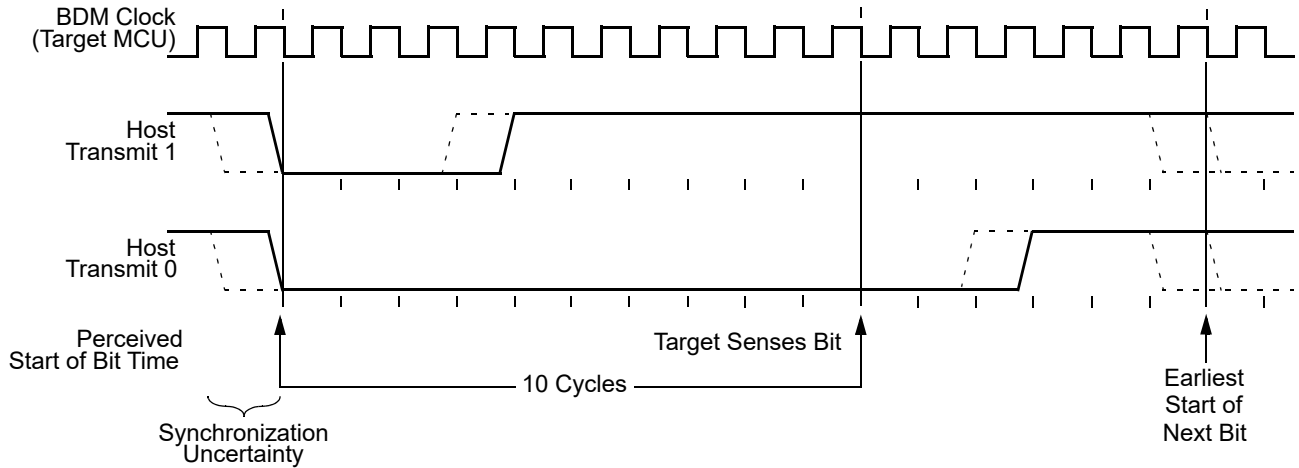 BDM Clock
(Target MCU)
Host
Transmit 1
Host
Transmit 0
Perceived
Start of Bit Time
Target Senses Bit
10 Cycles
Earliest
Start of
Next Bit
Synchronization
Uncertainty